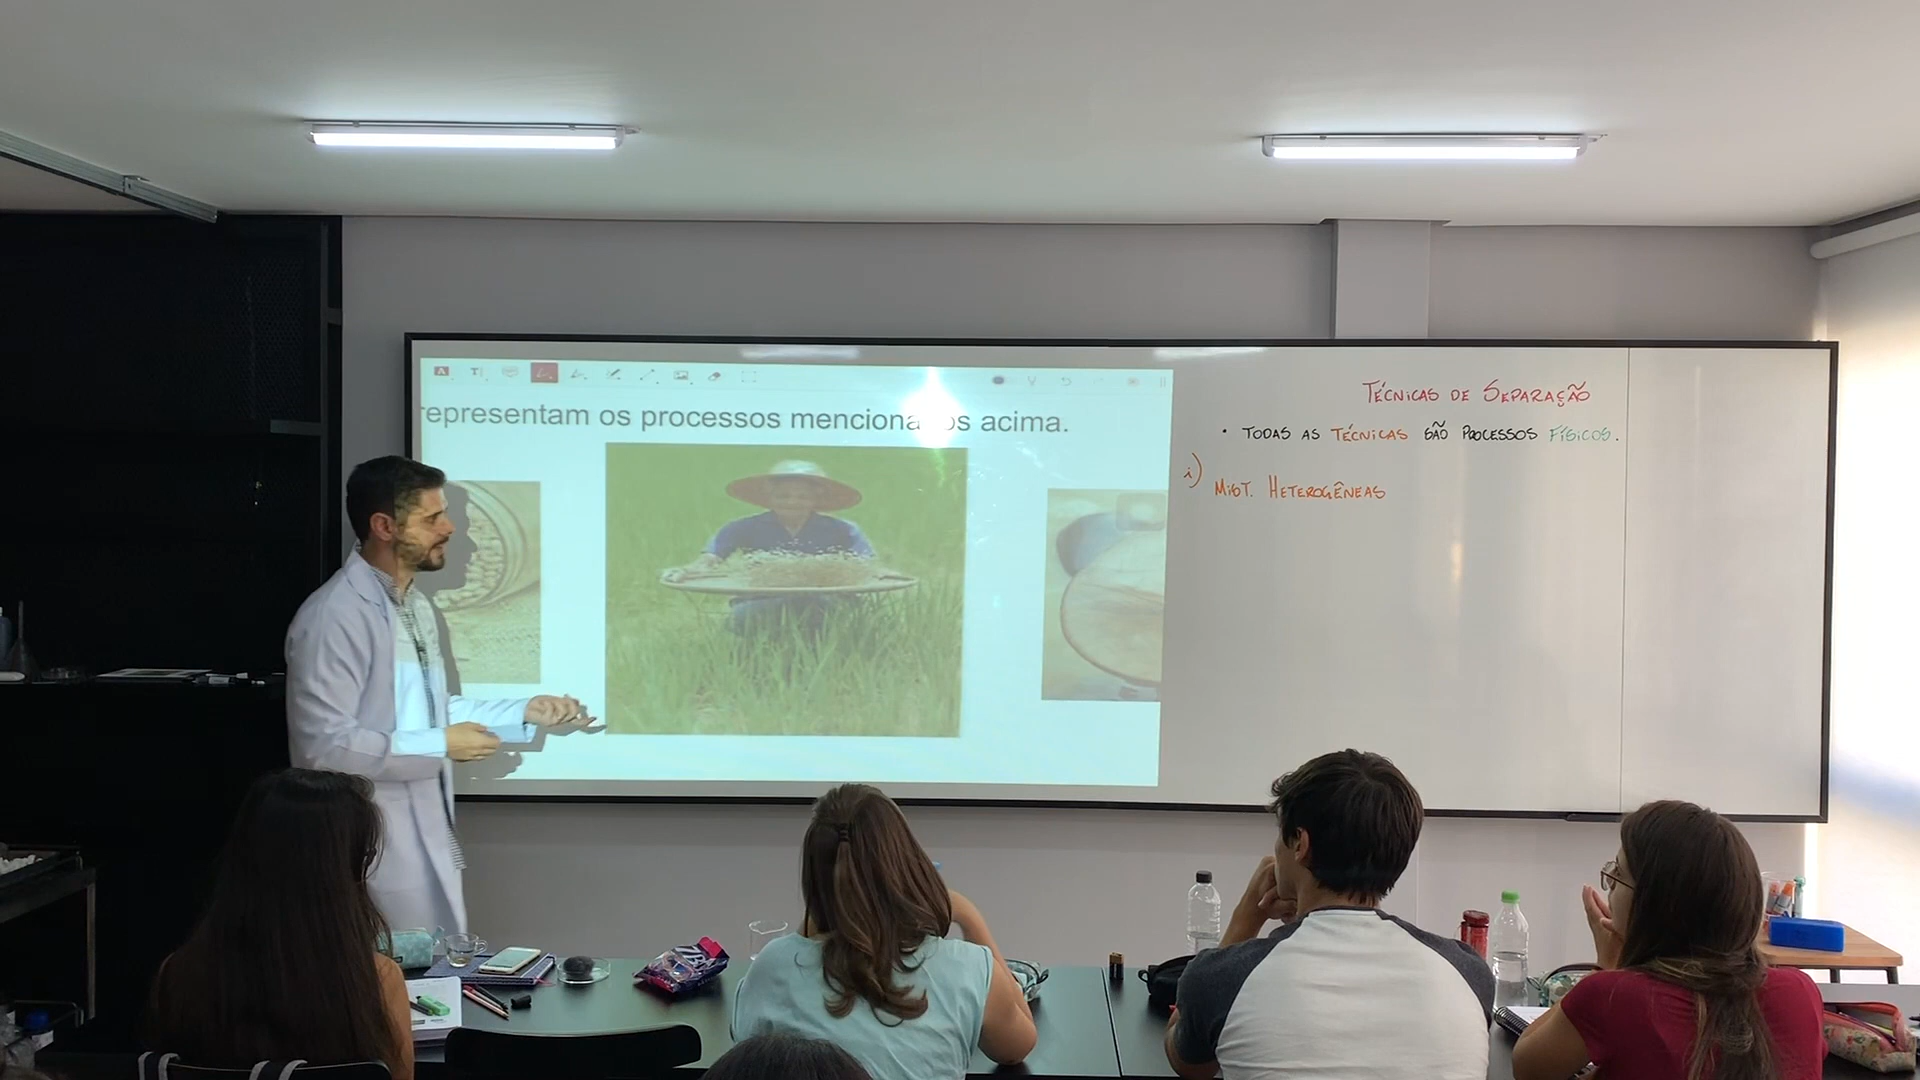 representam os processos menciona os acima.
TÉCNICAS DE SEPARAÇÃO
• TODAS AS TÉCNICAS SÃO PROCESSOS FÍSICOS.
i) MIST. HETEROGÊNEAS